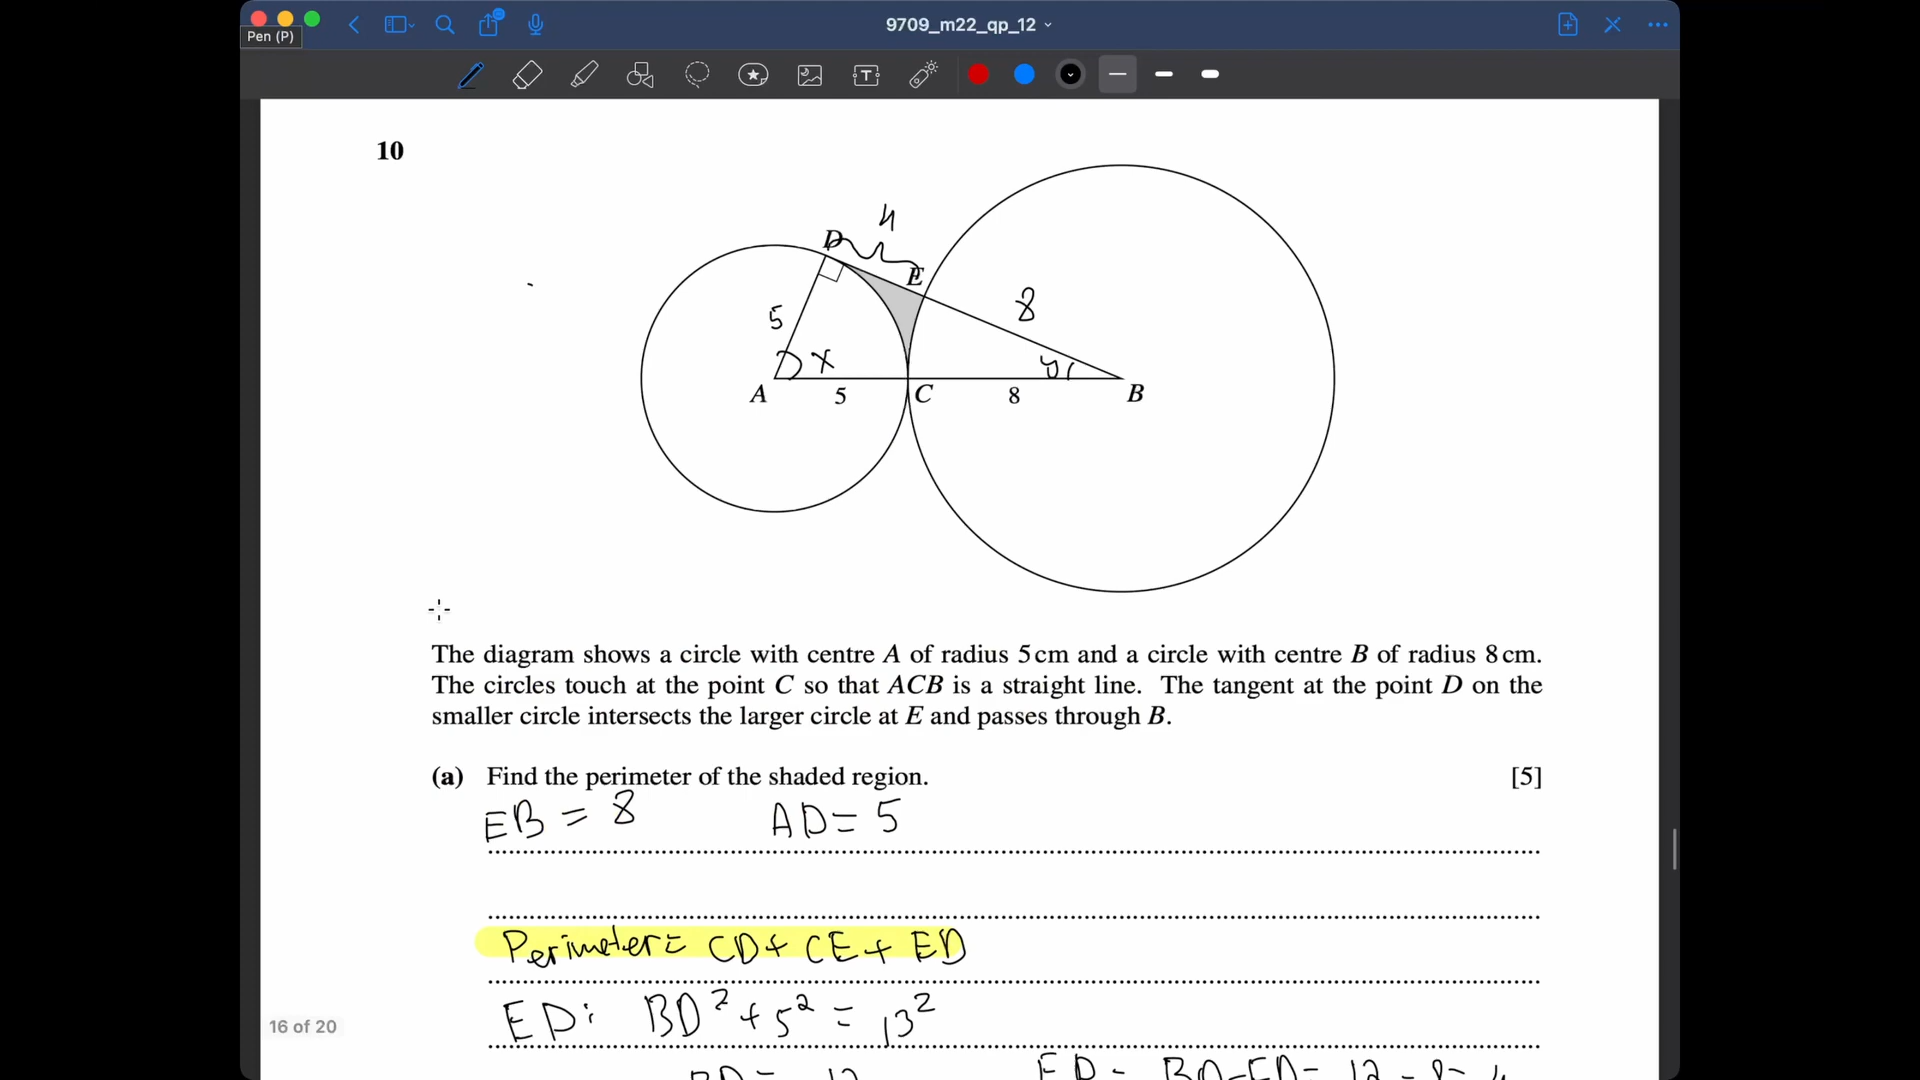 9709_m22_qp_12
Pen (P)
10
4
D
E
5
8
x
y
A
5
C
8
B
The diagram shows a circle with centre A of radius 5 cm and a circle with centre B of radius 8 cm.
The circles touch at the point C so that ACB is a straight line. The tangent at the point D on the
smaller circle intersects the larger circle at E and passes through B.
(a) Find the perimeter of the shaded region. [5]
EB = 8 AD = 5
Perimeter = CD + CE + ED
ED: BD² + 5² = 13²
16 of 20